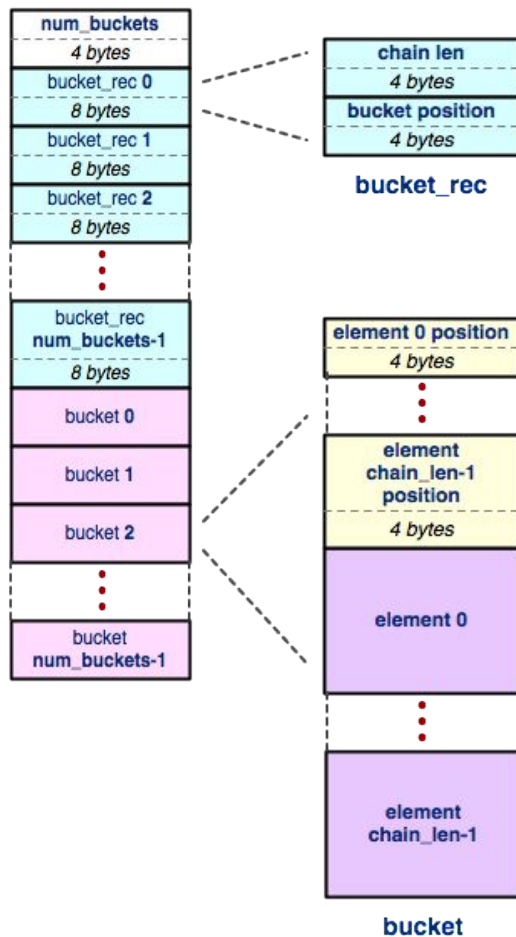 num_buckets
4 bytes
bucket_rec 0
8 bytes
bucket_rec 1
8 bytes
bucket_rec 2
8 bytes
bucket_rec
num_buckets-1
8 bytes
bucket 0
bucket 1
bucket 2
bucket
num_buckets-1
chain len
4 bytes
bucket position
4 bytes
bucket_rec
element 0 position
4 bytes
element
chain_len-1
position
4 bytes
element 0
element
chain_len-1
bucket